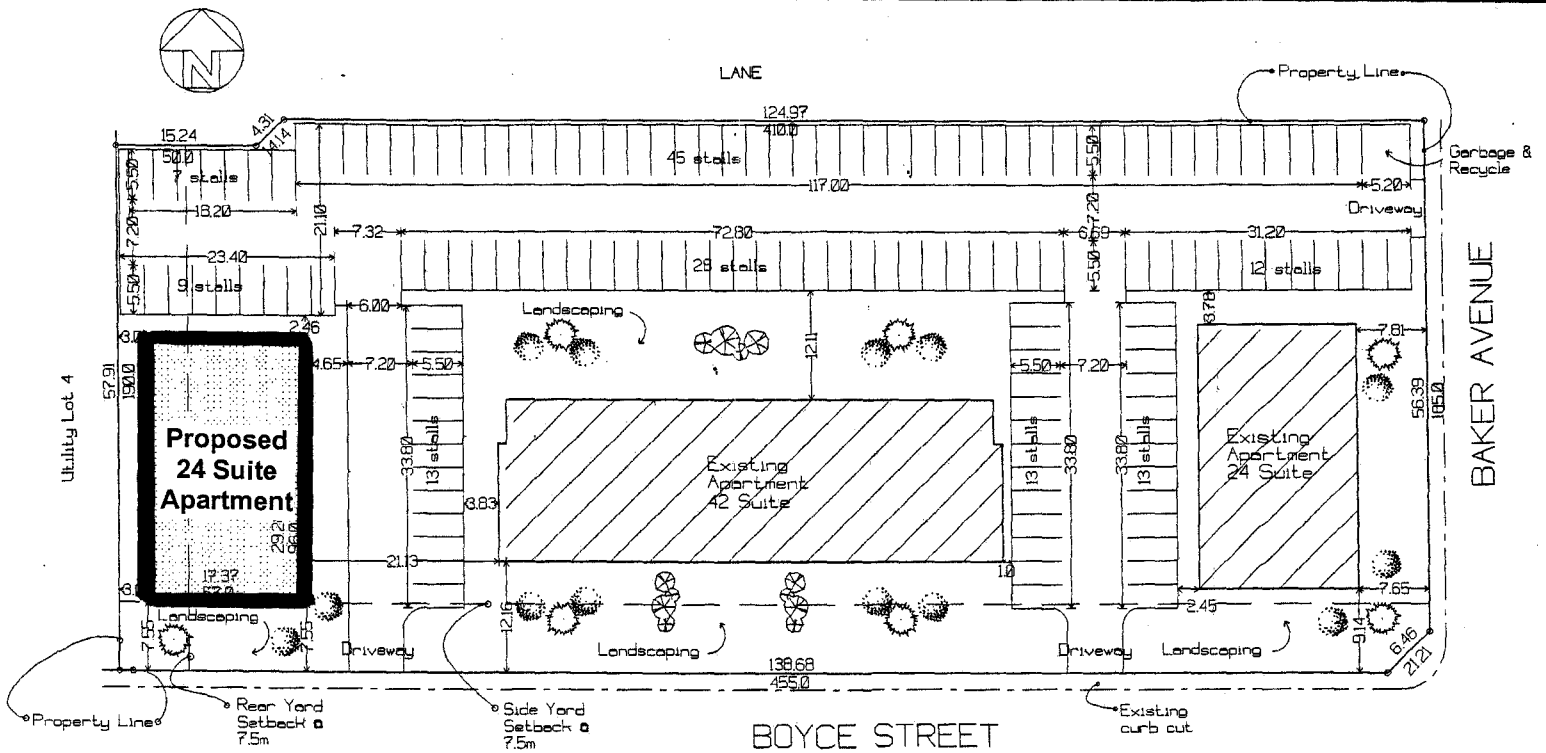 N
LANE
Property Line
124.97
410.0
15.24
50.0
4.31
14.14
45 stalls
7 stalls
5.50
5.50
Garbage &
Recycle
117.00
5.20
18.20
21.10
Driveway
7.20
7.20
7.32
72.80
6.69
31.20
23.40
28 stalls
12 stalls
9 stalls
5.50
5.50
6.00
Landscaping
2.46
3.78
7.81
12.11
4.65
7.20
5.50
5.50
7.20
57.91
190.0
Utility Lot 4
Proposed
24 Suite
Apartment
33.80
13 stalls
Existing
Apartment
42 Suite
13 stalls
33.80
33.80
13 stalls
Existing
Apartment
24 Suite
56.39
185.0
BAKER AVENUE
3.83
29.21
96.0
21.13
17.37
1.0
7.65
2.45
12.16
Landscaping
7.55
7.55
Driveway
Landscaping
Driveway
Landscaping
9.14
6.46
21.21
138.68
455.0
Property Line
Rear Yard
Setback @
7.5m
Side Yard
Setback @
7.5m
BOYCE STREET
Existing
curb cut